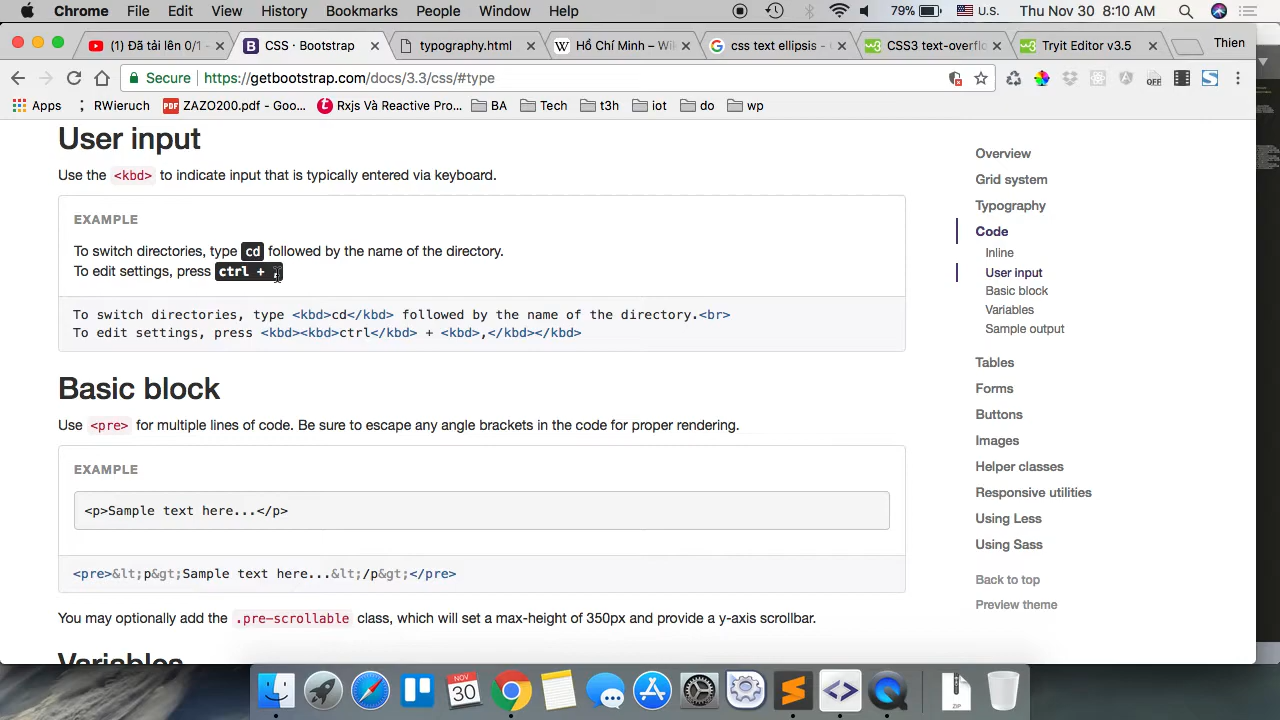 Chrome File Edit View History Bookmarks People Window Help 79% U.S. Thu Nov 30 8:10 AM
(1) Đã tải lên 0/1 CSS · Bootstrap typography.html Hồ Chí Minh – Wik css text ellipsis - G CSS3 text-overflo Tryit Editor v3.5 Thien
Secure https://getbootstrap.com/docs/3.3/css/#type
Apps RWieruch ZAZO200.pdf - Goo... Rxjs Và Reactive Pro... BA Tech t3h iot do wp
User input
Use the <kbd> to indicate input that is typically entered via keyboard.
EXAMPLE
To switch directories, type cd followed by the name of the directory.
To edit settings, press ctrl + ,
To switch directories, type <kbd>cd</kbd> followed by the name of the directory.<br>
To edit settings, press <kbd><kbd>ctrl</kbd> + <kbd>,</kbd></kbd>
Basic block
Use <pre> for multiple lines of code. Be sure to escape any angle brackets in the code for proper rendering.
EXAMPLE
<p>Sample text here...</p>
<pre>&lt;p&gt;Sample text here...&lt;/p&gt;</pre>
You may optionally add the .pre-scrollable class, which will set a max-height of 350px and provide a y-axis scrollbar.
Variables
Overview
Grid system
Typography
Code
Inline
User input
Basic block
Variables
Sample output
Tables
Forms
Buttons
Images
Helper classes
Responsive utilities
Using Less
Using Sass
Back to top
Preview theme
NOV
30
ZIP